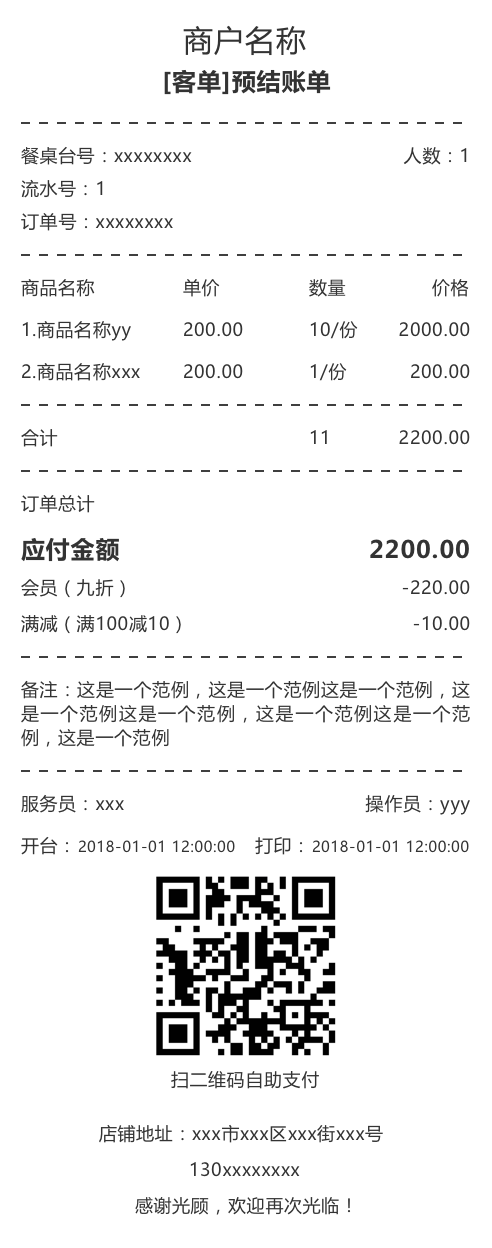 商户名称
[客单]预结账单
餐桌台号：xxxxxxxx 人数：1
流水号：1
订单号：xxxxxxxx
商品名称 单价 数量 价格
1.商品名称yy 200.00 10/份 2000.00
2.商品名称xxx 200.00 1/份 200.00
合计 11 2200.00
订单总计
应付金额 2200.00
会员（九折） -220.00
满减（满100减10） -10.00
备注：这是一个范例，这是一个范例这是一个范例，这
是一个范例这是一个范例，这是一个范例这是一个范
例，这是一个范例
服务员：xxx 操作员：yyy
开台：2018-01-01 12:00:00 打印：2018-01-01 12:00:00
扫二维码自助支付
店铺地址：xxx市xxx区xxx街xxx号
130xxxxxxxx
感谢光顾，欢迎再次光临！